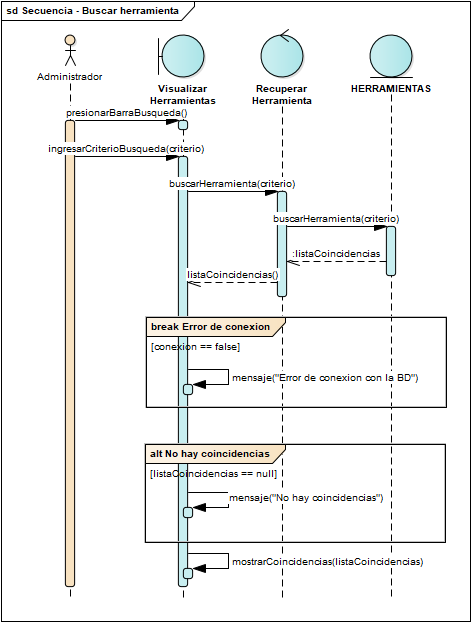 sd Secuencia - Buscar herramienta
Administrador
Visualizar
Herramientas
Recuperar
Herramienta
HERRAMIENTAS
presionarBarraBusqueda()
ingresarCriterioBusqueda(criterio)
buscarHerramienta(criterio)
buscarHerramienta(criterio)
:listaCoincidencias
listaCoincidencias()
break Error de conexion
[conexion == false]
mensaje("Error de conexion con la BD")
alt No hay coincidencias
[listaCoincidencias == null]
mensaje("No hay coincidencias")
mostrarCoincidencias(listaCoincidencias)